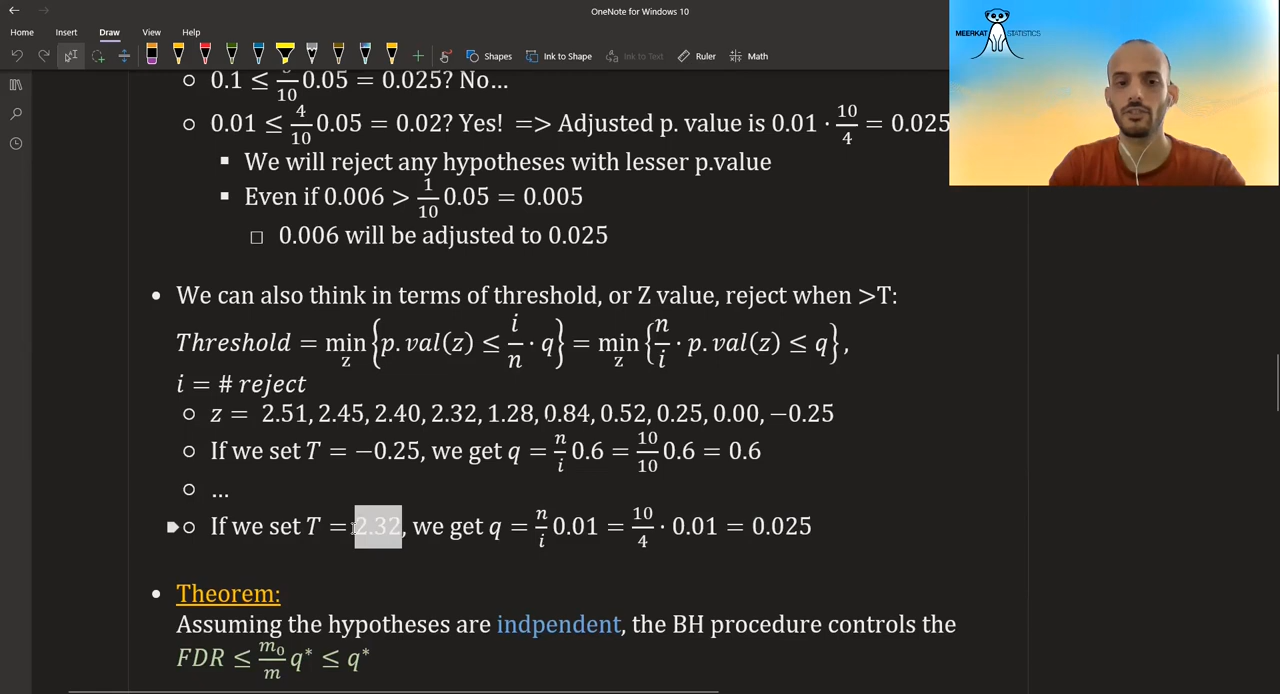 OneNote for Windows 10
Home Insert Draw View Help
Shapes Ink to Shape Ink to Text Ruler Math
MEERKAT STATISTICS
0.1 ≤ /10 0.05 = 0.025? No...
0.01 ≤ 4/10 0.05 = 0.02? Yes! => Adjusted p. value is 0.01 · 10/4 = 0.025
We will reject any hypotheses with lesser p.value
Even if 0.006 > 1/10 0.05 = 0.005
0.006 will be adjusted to 0.025
We can also think in terms of threshold, or Z value, reject when >T:
Threshold = min z {p. val(z) ≤ i/n · q} = min z {n/i · p. val(z) ≤ q},
i = # reject
z = 2.51, 2.45, 2.40, 2.32, 1.28, 0.84, 0.52, 0.25, 0.00, −0.25
If we set T = −0.25, we get q = n/i 0.6 = 10/10 0.6 = 0.6
...
If we set T = 2.32, we get q = n/i 0.01 = 10/4 · 0.01 = 0.025
Theorem:
Assuming the hypotheses are indpendent, the BH procedure controls the
FDR ≤ m₀/m q* ≤ q*